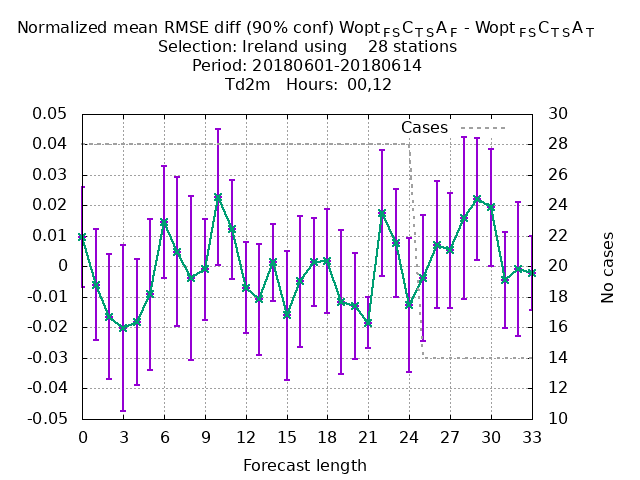 Normalized mean RMSE diff (90% conf) Wopt FS C T S A F - Wopt FS C T S A T
Selection: Ireland using 28 stations
Period: 20180601-20180614
Td2m Hours: 00,12
Cases
0.05
0.04
0.03
0.02
0.01
0
-0.01
-0.02
-0.03
-0.04
-0.05
30
28
26
24
22
20
18
16
14
12
10
No cases
0 3 6 9 12 15 18 21 24 27 30 33
Forecast length